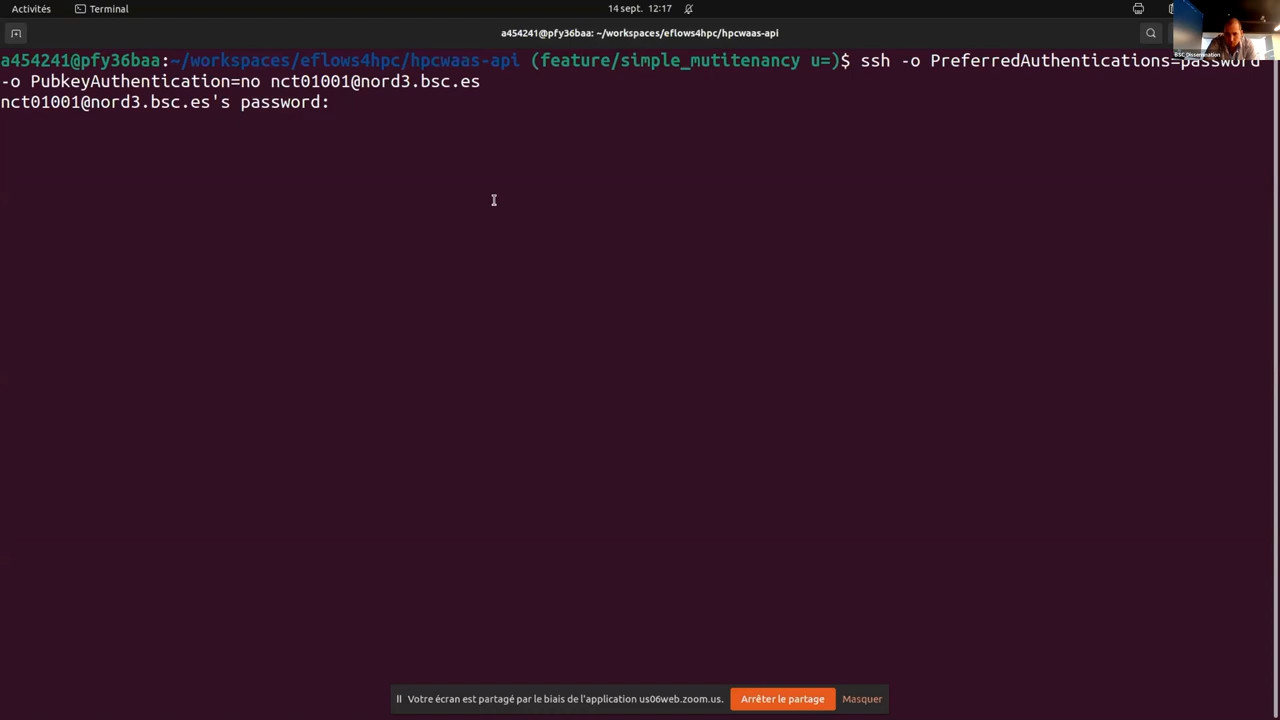 Activités
Terminal
14 sept. 12:17
a454241@pfy36baa: ~/workspaces/eflows4hpc/hpcwaas-api
BSC Dissemination
a454241@pfy36baa:~/workspaces/eflows4hpc/hpcwaas-api (feature/simple_mutitenancy u=)$ ssh -o PreferredAuthentications=password
-o PubkeyAuthentication=no nct01001@nord3.bsc.es
nct01001@nord3.bsc.es's password:
Votre écran est partagé par le biais de l'application us06web.zoom.us.
Arrêter le partage
Masquer